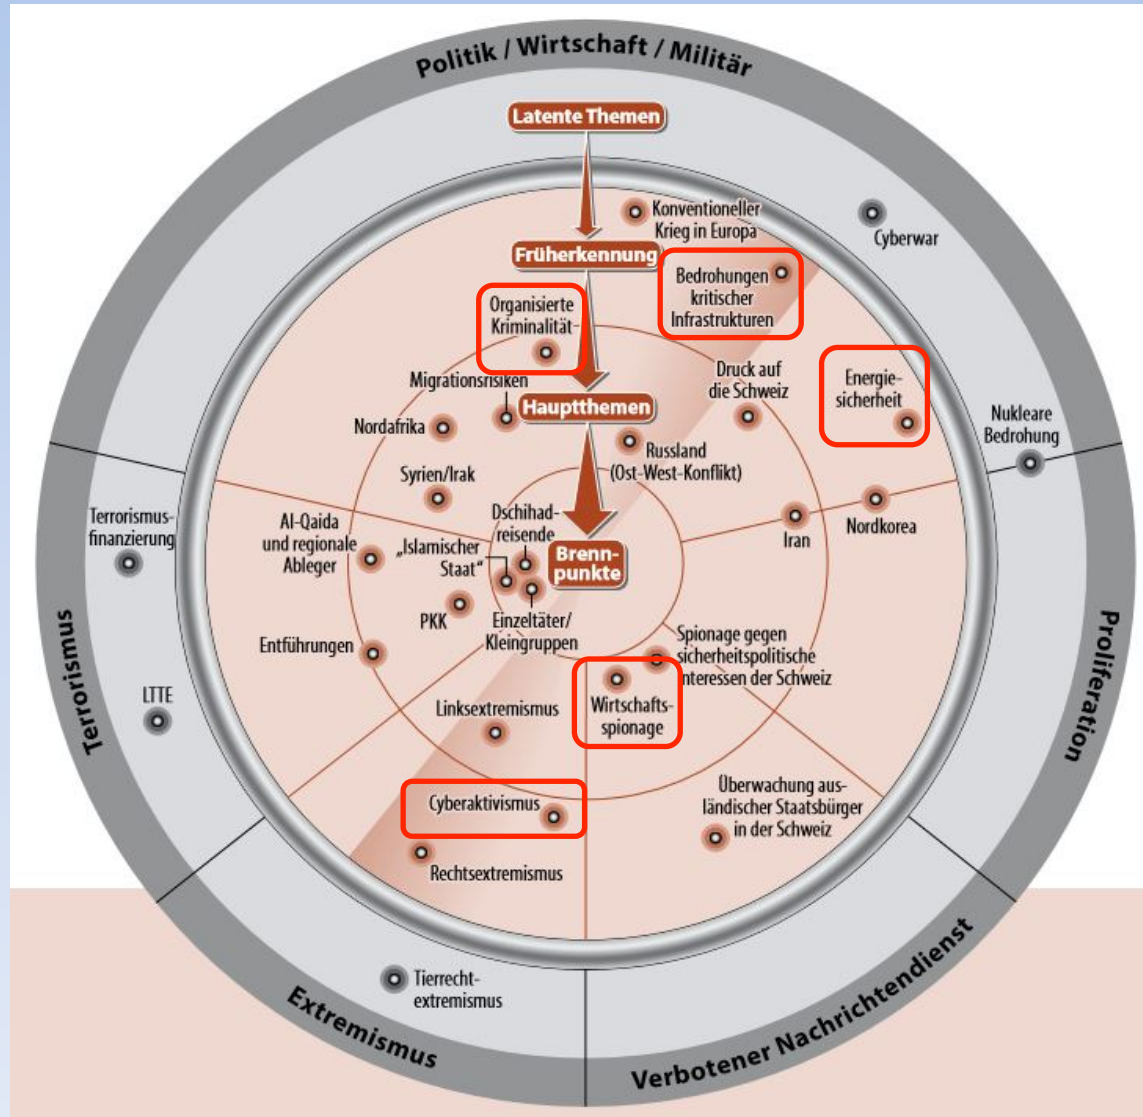 Politik / Wirtschaft / Militär
Latente Themen
Konventioneller
Krieg in Europa
Cyberwar
Früherkennung
Bedrohungen
kritischer
Infrastrukturen
Organisierte
Kriminalität
Druck auf
die Schweiz
Energie-
sicherheit
Migrationsrisiken
Hauptthemen
Nordafrika
Nukleare
Bedrohung
Russland
(Ost-West-Konflikt)
Syrien/Irak
Nordkorea
Iran
Terrorismus-
finanzierung
Al-Qaida
und regionale
Ableger
Dschihad-
reisende
„Islamischer
Staat“
Brenn-
punkte
PKK
Einzeltäter/
Kleingruppen
Entführungen
Spionage gegen
sicherheitspolitische
Interessen der Schweiz
Terrorismus
Proliferation
LTTE
Linksextremismus
Wirtschafts-
spionage
Cyberaktivismus
Überwachung aus-
ländischer Staatsbürger
in der Schweiz
Rechtsextremismus
Tierrecht-
extremismus
Extremismus
Verbotener Nachrichtendienst